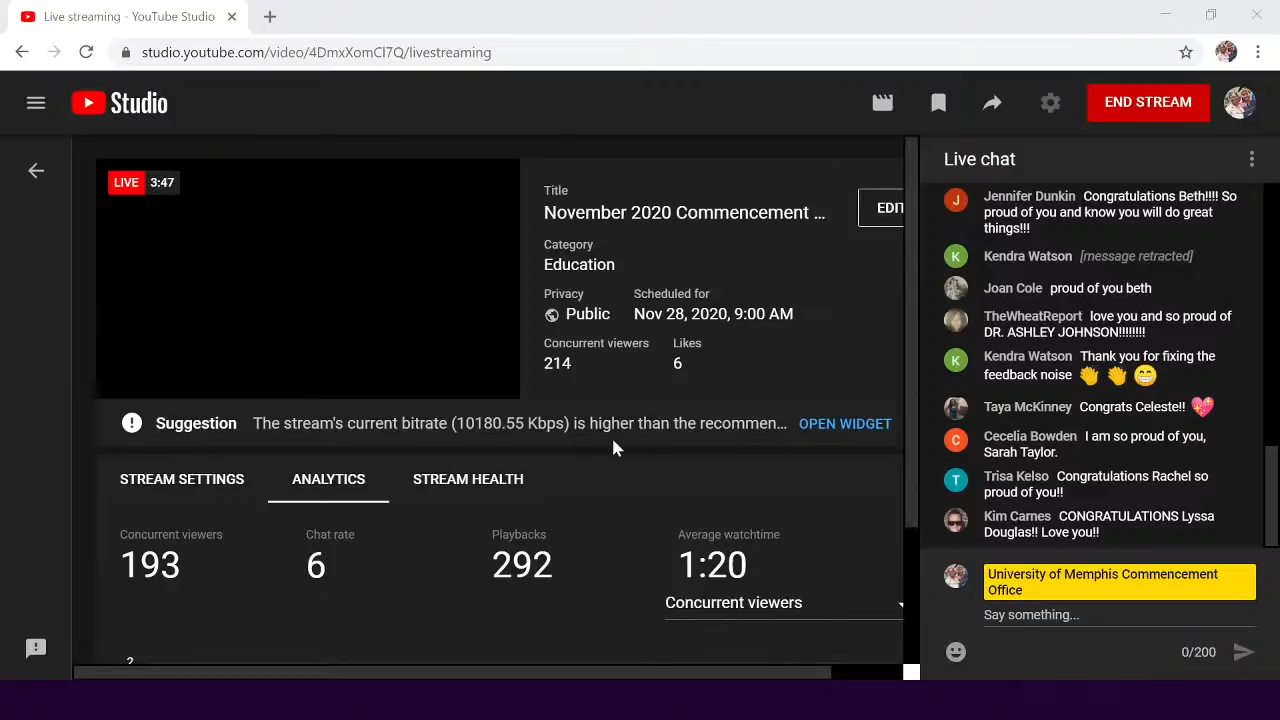 Live streaming - YouTube Studio
studio.youtube.com/video/4DmxXomCl7Q/livestreaming
Studio
END STREAM
LIVE 3:47
Title
November 2020 Commencement ...
EDIT
Category
Education
Privacy
Scheduled for
Public
Nov 28, 2020, 9:00 AM
Concurrent viewers
Likes
214
6
Suggestion
The stream's current bitrate (10180.55 Kbps) is higher than the recommen...
OPEN WIDGET
STREAM SETTINGS
ANALYTICS
STREAM HEALTH
Concurrent viewers
193
Chat rate
6
Playbacks
292
Average watchtime
1:20
Concurrent viewers
2
Live chat
J
Jennifer Dunkin Congratulations Beth!!!! So
proud of you and know you will do great
things!!!
K
Kendra Watson [message retracted]
Joan Cole proud of you beth
TheWheatReport love you and so proud of
DR. ASHLEY JOHNSON!!!!!!!!
K
Kendra Watson Thank you for fixing the
feedback noise 👏 👏 😁
Taya McKinney Congrats Celeste!! 💖
C
Cecelia Bowden I am so proud of you,
Sarah Taylor.
T
Trisa Kelso Congratulations Rachel so
proud of you!!
Kim Carnes CONGRATULATIONS Lyssa
Douglas!! Love you!!
University of Memphis Commencement
Office
Say something...
0/200